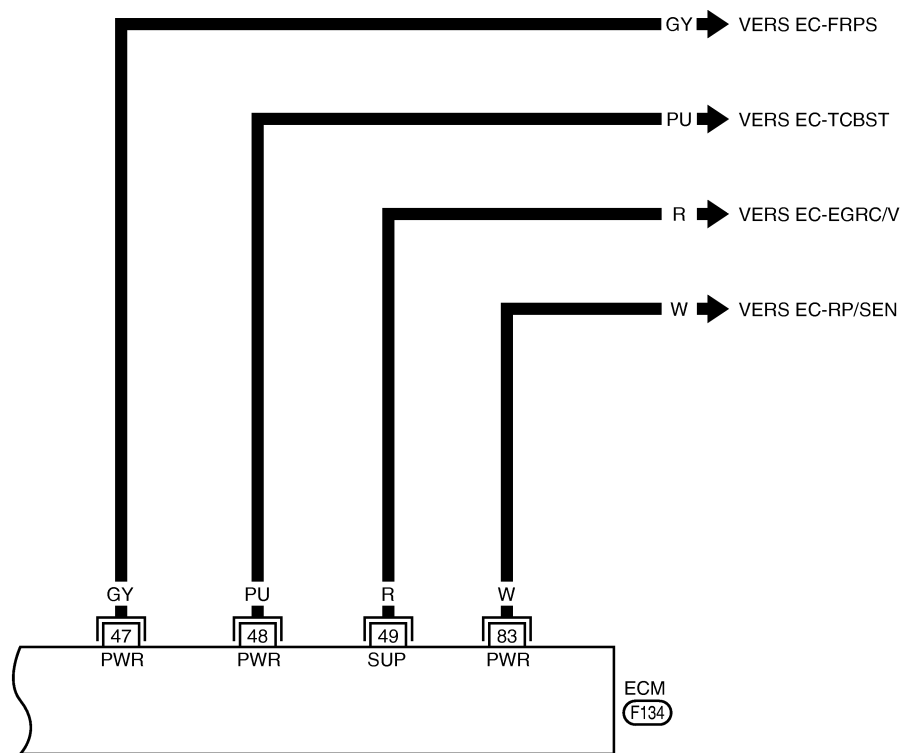 GY VERS EC-FRPS
PU VERS EC-TCBST
R VERS EC-EGRC/V
W VERS EC-RP/SEN
GY PU R W
47 48 49 83
PWR PWR SUP PWR
ECM
F134